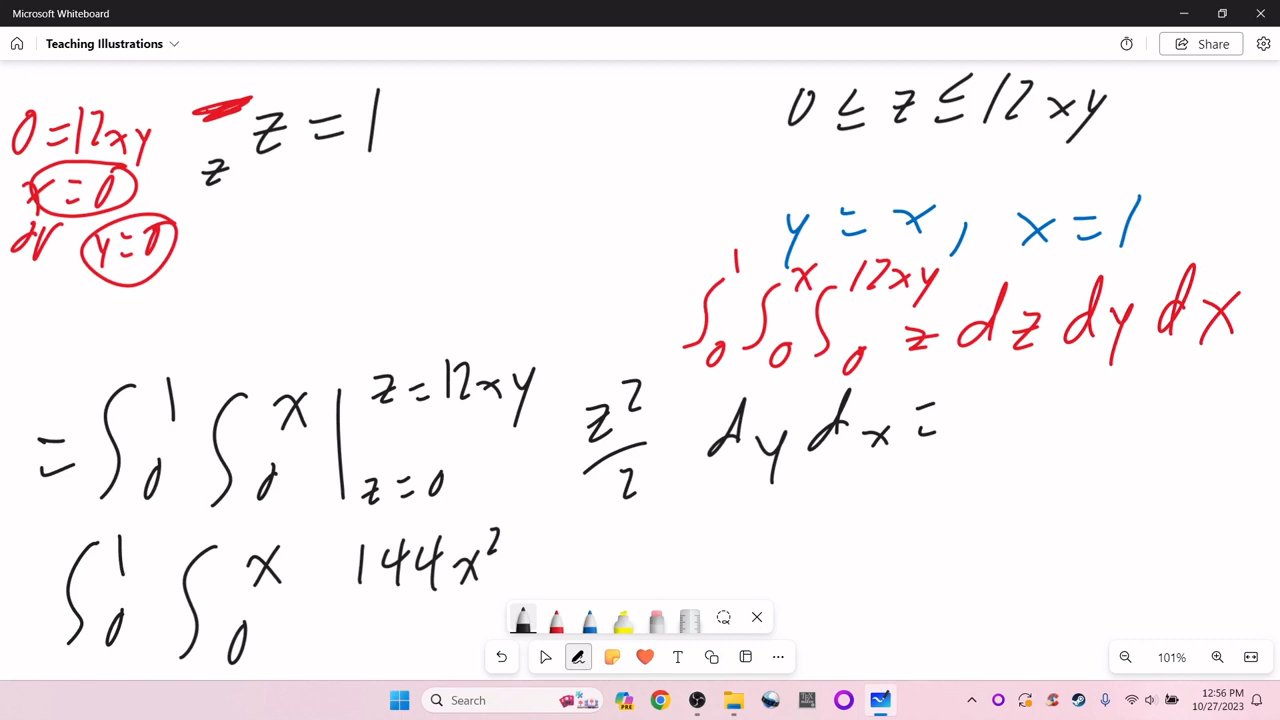 Microsoft Whiteboard
Teaching Illustrations
Share
0 = 12xy
x = 0
or y = 0
z = 1
z
0 ≤ z ≤ 12xy
y = x, x = 1
∫₀¹ ∫₀ˣ ∫₀^{12xy} z dz dy dx
= ∫₀¹ ∫₀ˣ |_{z=0}^{z=12xy} z²/2 dy dx =
∫₀¹ ∫₀ˣ 144x²
101%
Search
PRE
12:56 PM
10/27/2023